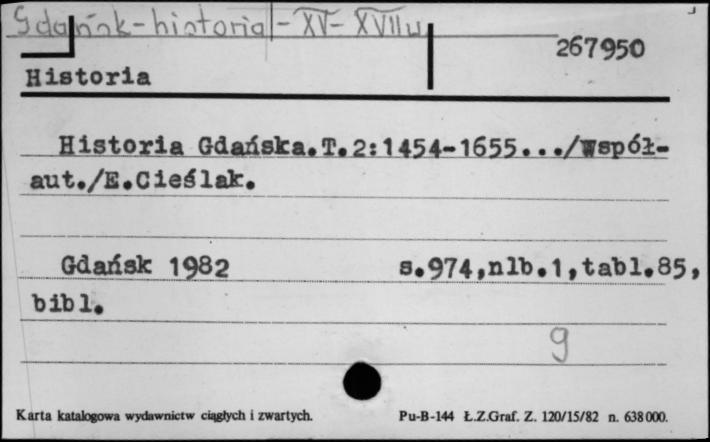 Gdańsk-historia - XV-XVII w
267950
Historia
Historia Gdańska.T.2:1454-1655.../Współ-
aut./E.Cieślak.
Gdańsk 1982 s.974,nlb.1,tabl.85,
bibl.
9
Karta katalogowa wydawnictw ciągłych i zwartych. Pu-B-144 Ł.Z.Graf. Z. 120/15/82 n. 638000.